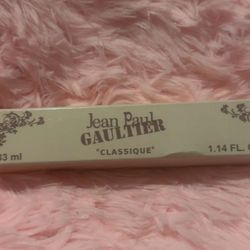 Jean Paul
GAULTIER
"CLASSIQUE"
33 ml
1.14 FL.